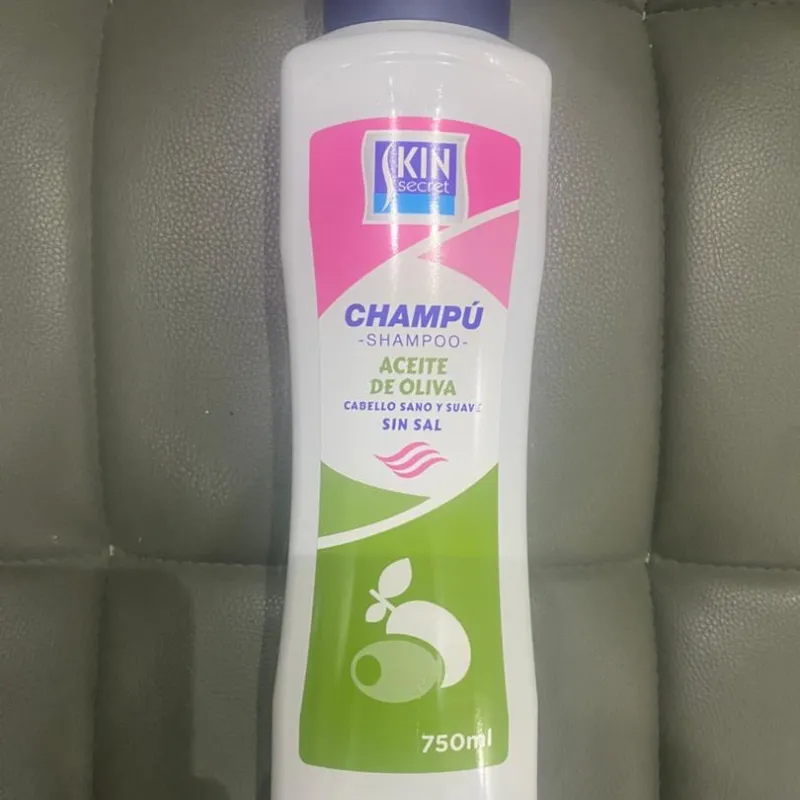 SKIN
secret
CHAMPÚ
-SHAMPOO-
ACEITE
DE OLIVA
CABELLO SANO Y SUAVE
SIN SAL
750ml